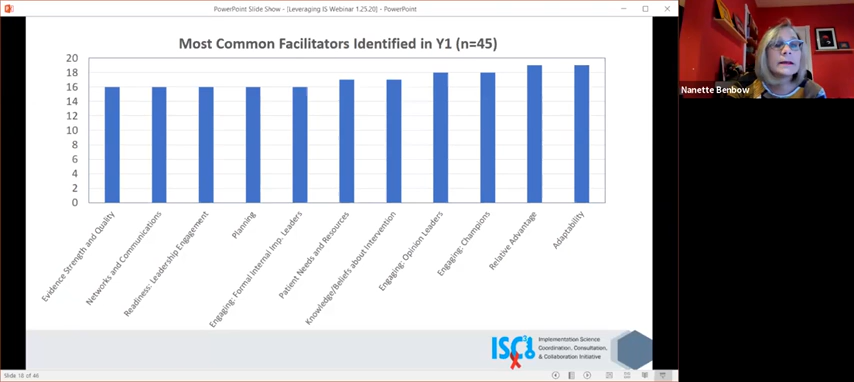 PowerPoint Slide Show - [Leveraging IS Webinar 1.25.20] - PowerPoint
Most Common Facilitators Identified in Y1 (n=45)
20
18
16
14
12
10
8
6
4
2
0
Evidence Strength and Quality
Networks and Communications
Readiness: Leadership Engagement
Planning
Engaging: Formal Internal Imp. Leaders
Patient Needs and Resources
Knowledge/Beliefs about Intervention
Engaging: Opinion Leaders
Engaging: Champions
Relative Advantage
Adaptability
ISC3I
Implementation Science
Coordination, Consultation,
& Collaboration Initiative
Slide 18 of 44
Nanette Benbow